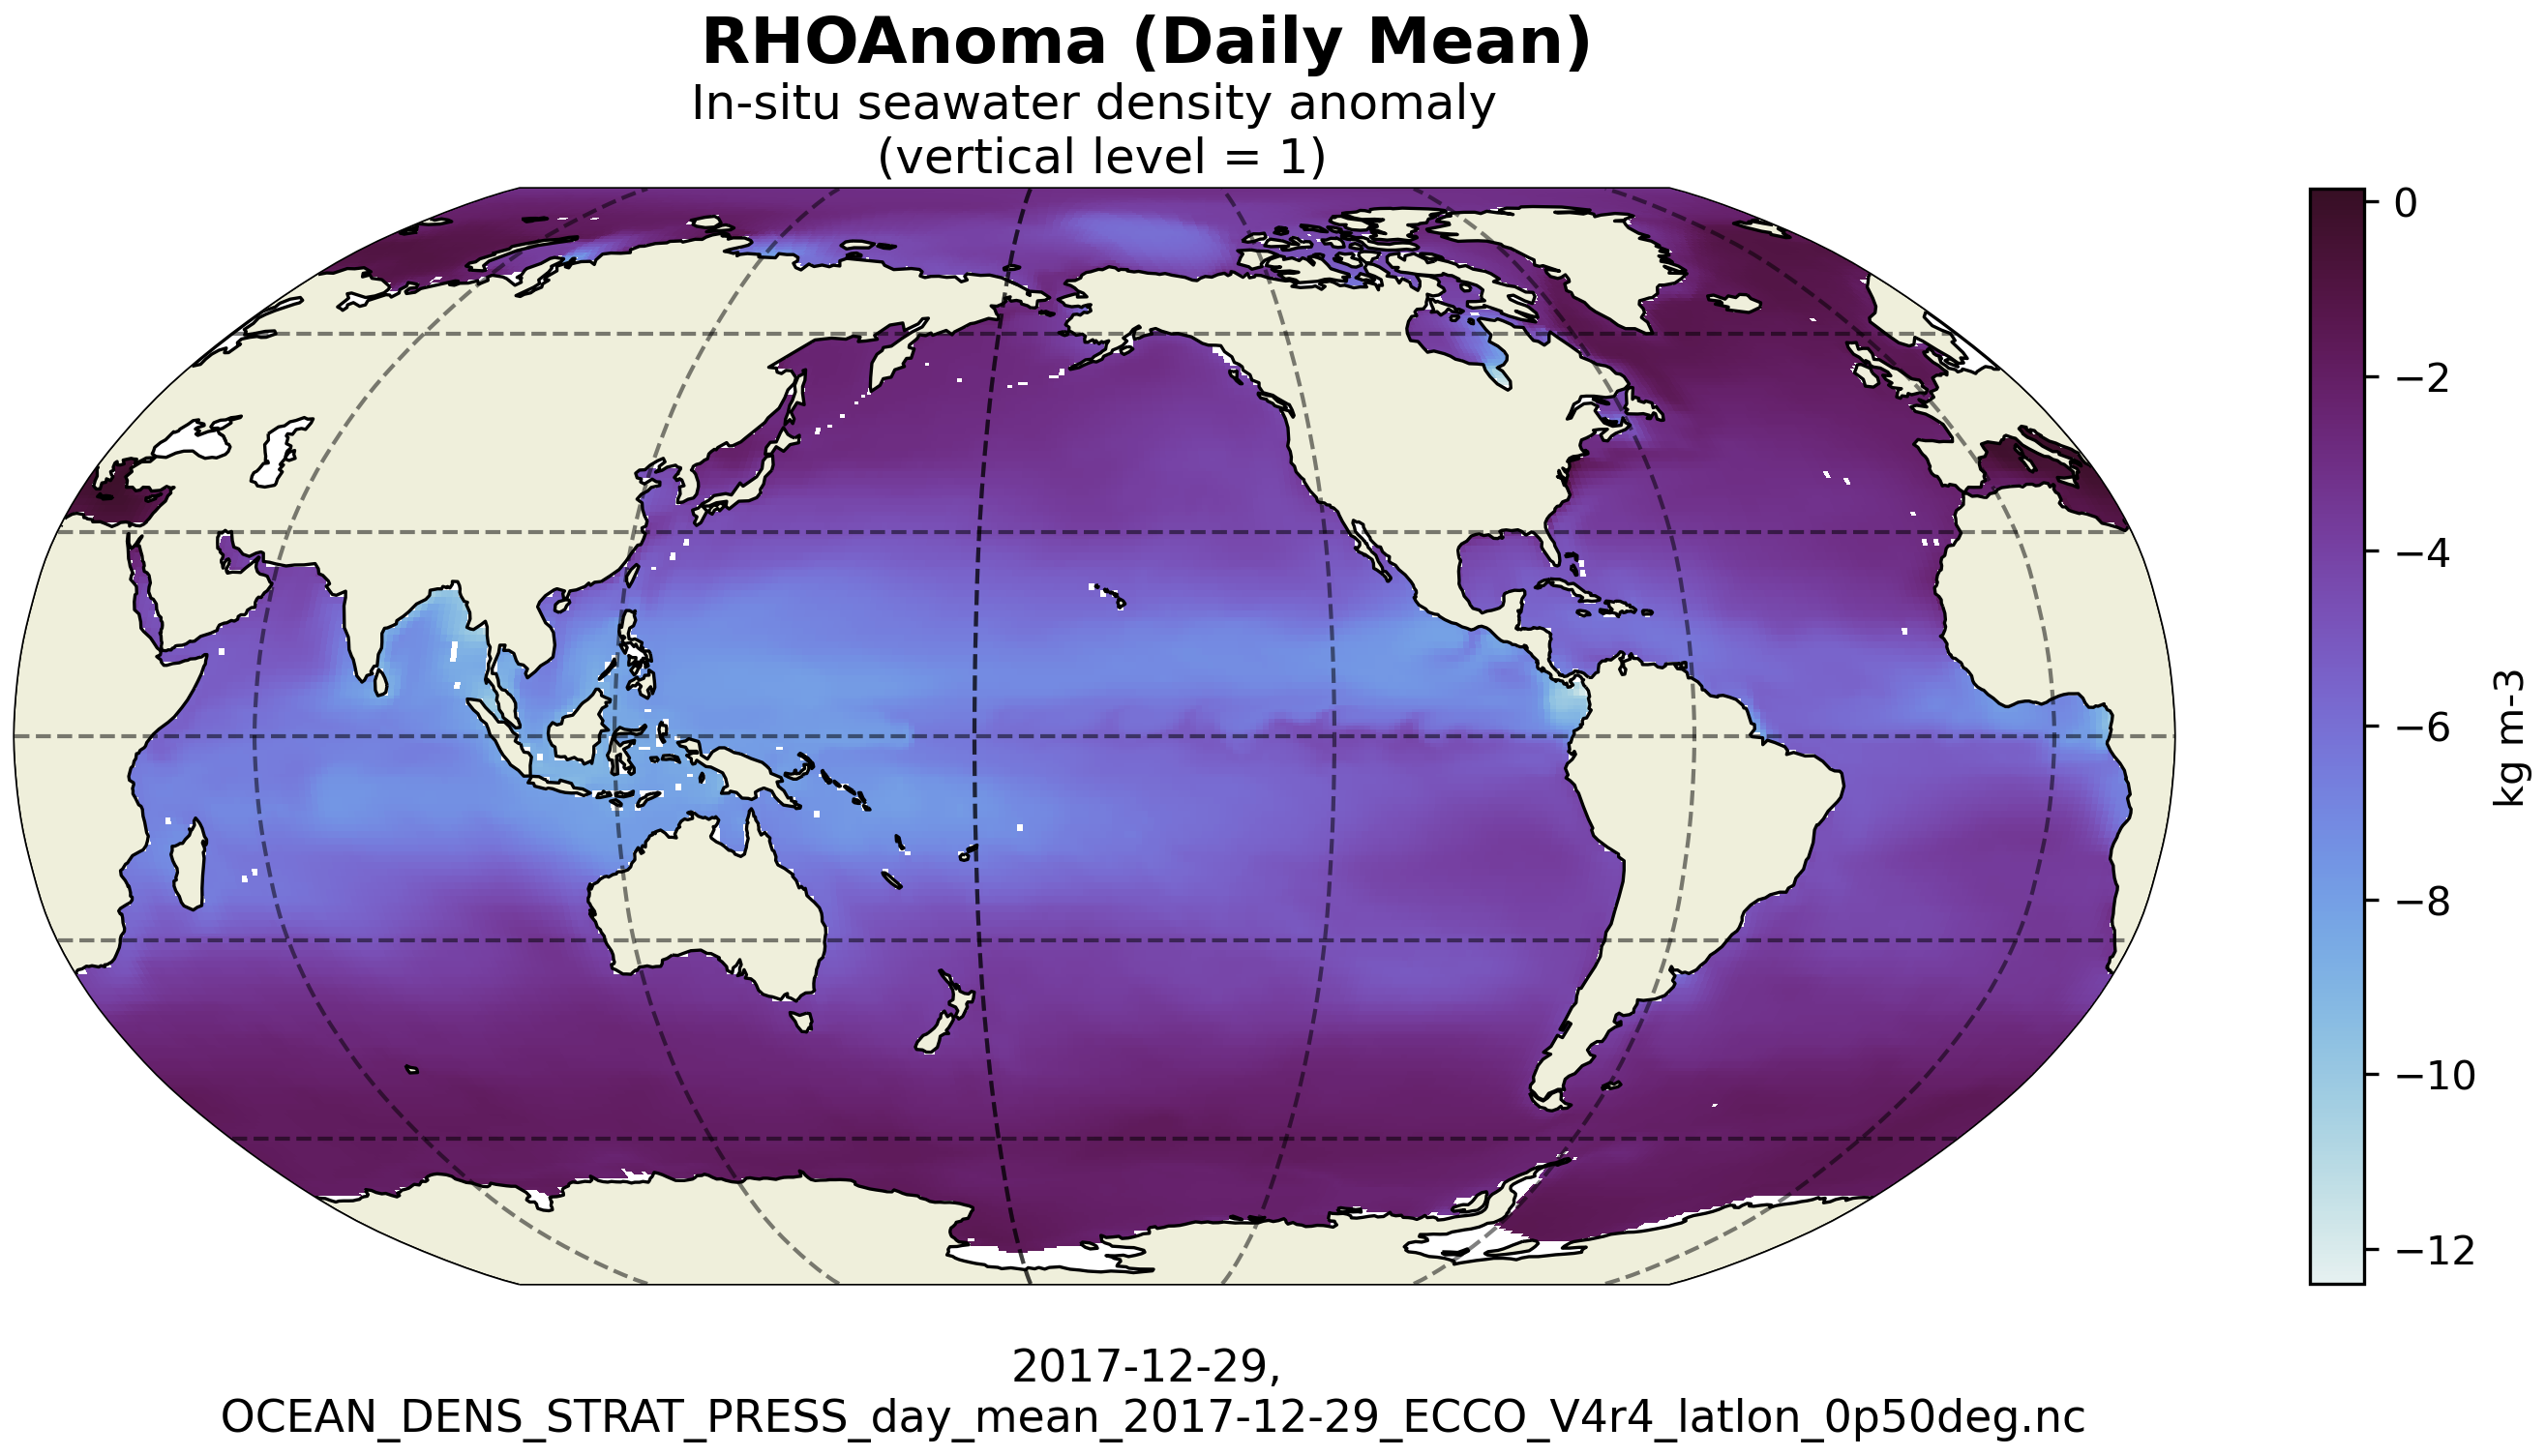 RHOAnoma (Daily Mean)
In-situ seawater density anomaly
(vertical level = 1)
0
−2
−4
−6
−8
−10
−12
kg m-3
2017-12-29,
OCEAN_DENS_STRAT_PRESS_day_mean_2017-12-29_ECCO_V4r4_latlon_0p50deg.nc